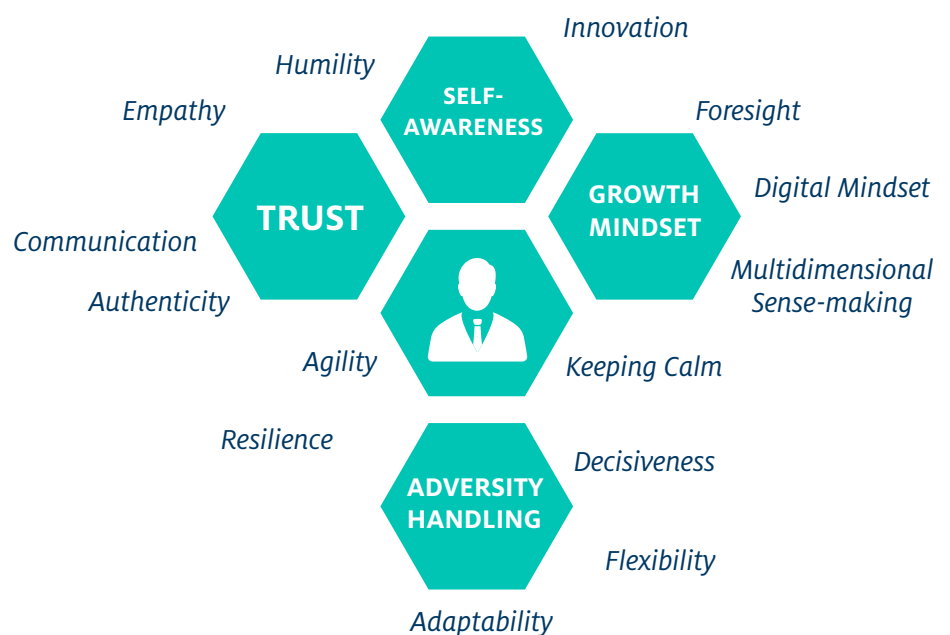 Innovation
Humility
SELF-
AWARENESS
Empathy
Foresight
TRUST
GROWTH
MINDSET
Digital Mindset
Communication
Authenticity
Multidimensional
Sense-making
Agility
Keeping Calm
Resilience
Decisiveness
ADVERSITY
HANDLING
Flexibility
Adaptability